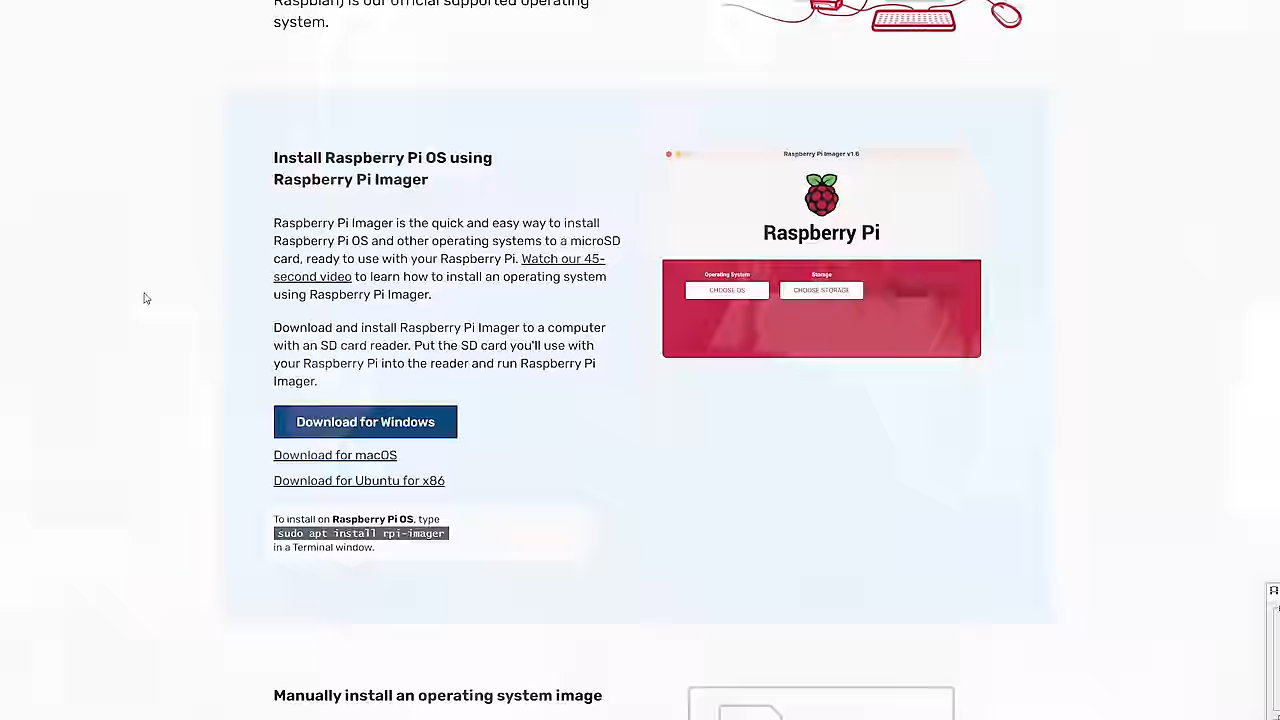 Raspbian) is our official supported operating
system.
Install Raspberry Pi OS using
Raspberry Pi Imager
Raspberry Pi Imager is the quick and easy way to install
Raspberry Pi OS and other operating systems to a microSD
card, ready to use with your Raspberry Pi. Watch our 45-
second video to learn how to install an operating system
using Raspberry Pi Imager.
Download and install Raspberry Pi Imager to a computer
with an SD card reader. Put the SD card you'll use with
your Raspberry Pi into the reader and run Raspberry Pi
Imager.
Download for Windows
Download for macOS
Download for Ubuntu for x86
To install on Raspberry Pi OS, type
sudo apt install rpi-imager
in a Terminal window.
Raspberry Pi Imager v1.6
Raspberry Pi
Operating System
Storage
CHOOSE OS
CHOOSE STORAGE
Manually install an operating system image